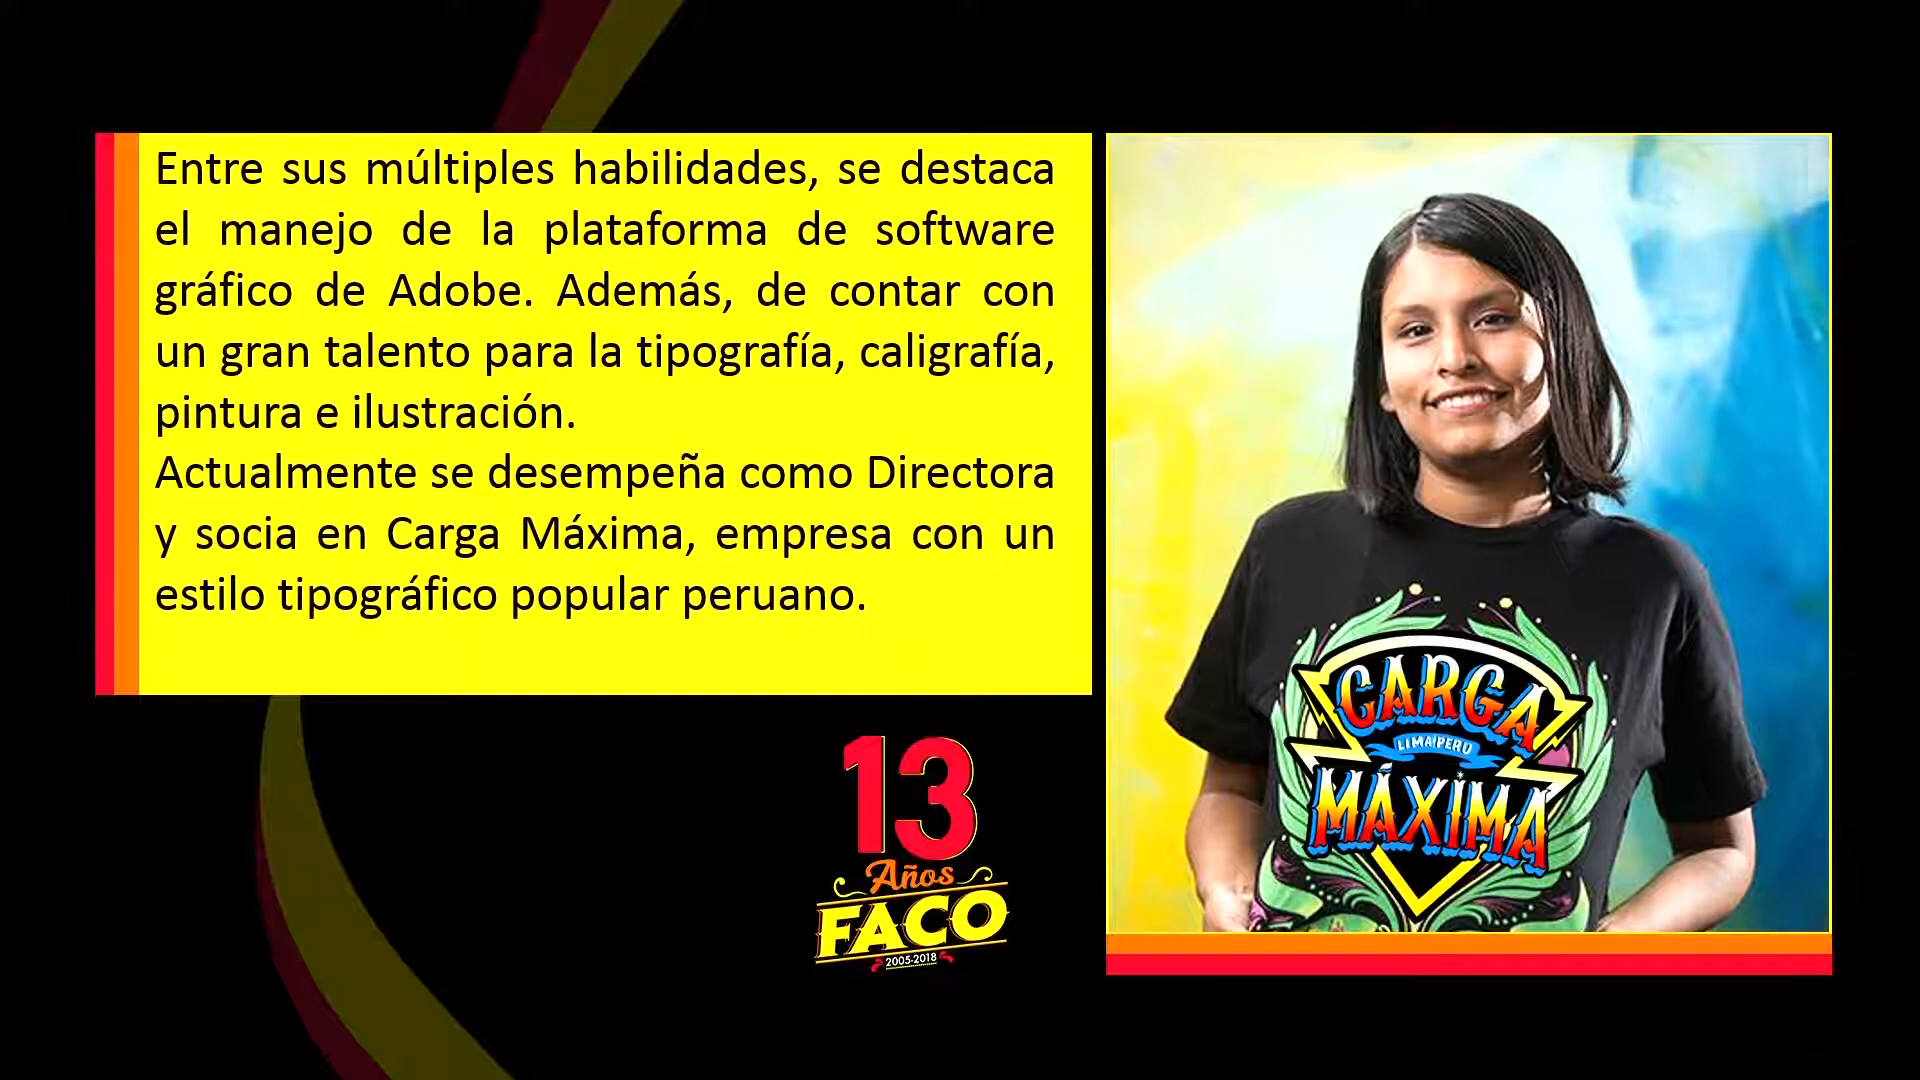 Entre sus múltiples habilidades, se destaca
el manejo de la plataforma de software
gráfico de Adobe. Además, de contar con
un gran talento para la tipografía, caligrafía,
pintura e ilustración.
Actualmente se desempeña como Directora
y socia en Carga Máxima, empresa con un
estilo tipográfico popular peruano.
13
Años
FACO
2005-2018
CARGA
LIMA PERU
MÁXIMA